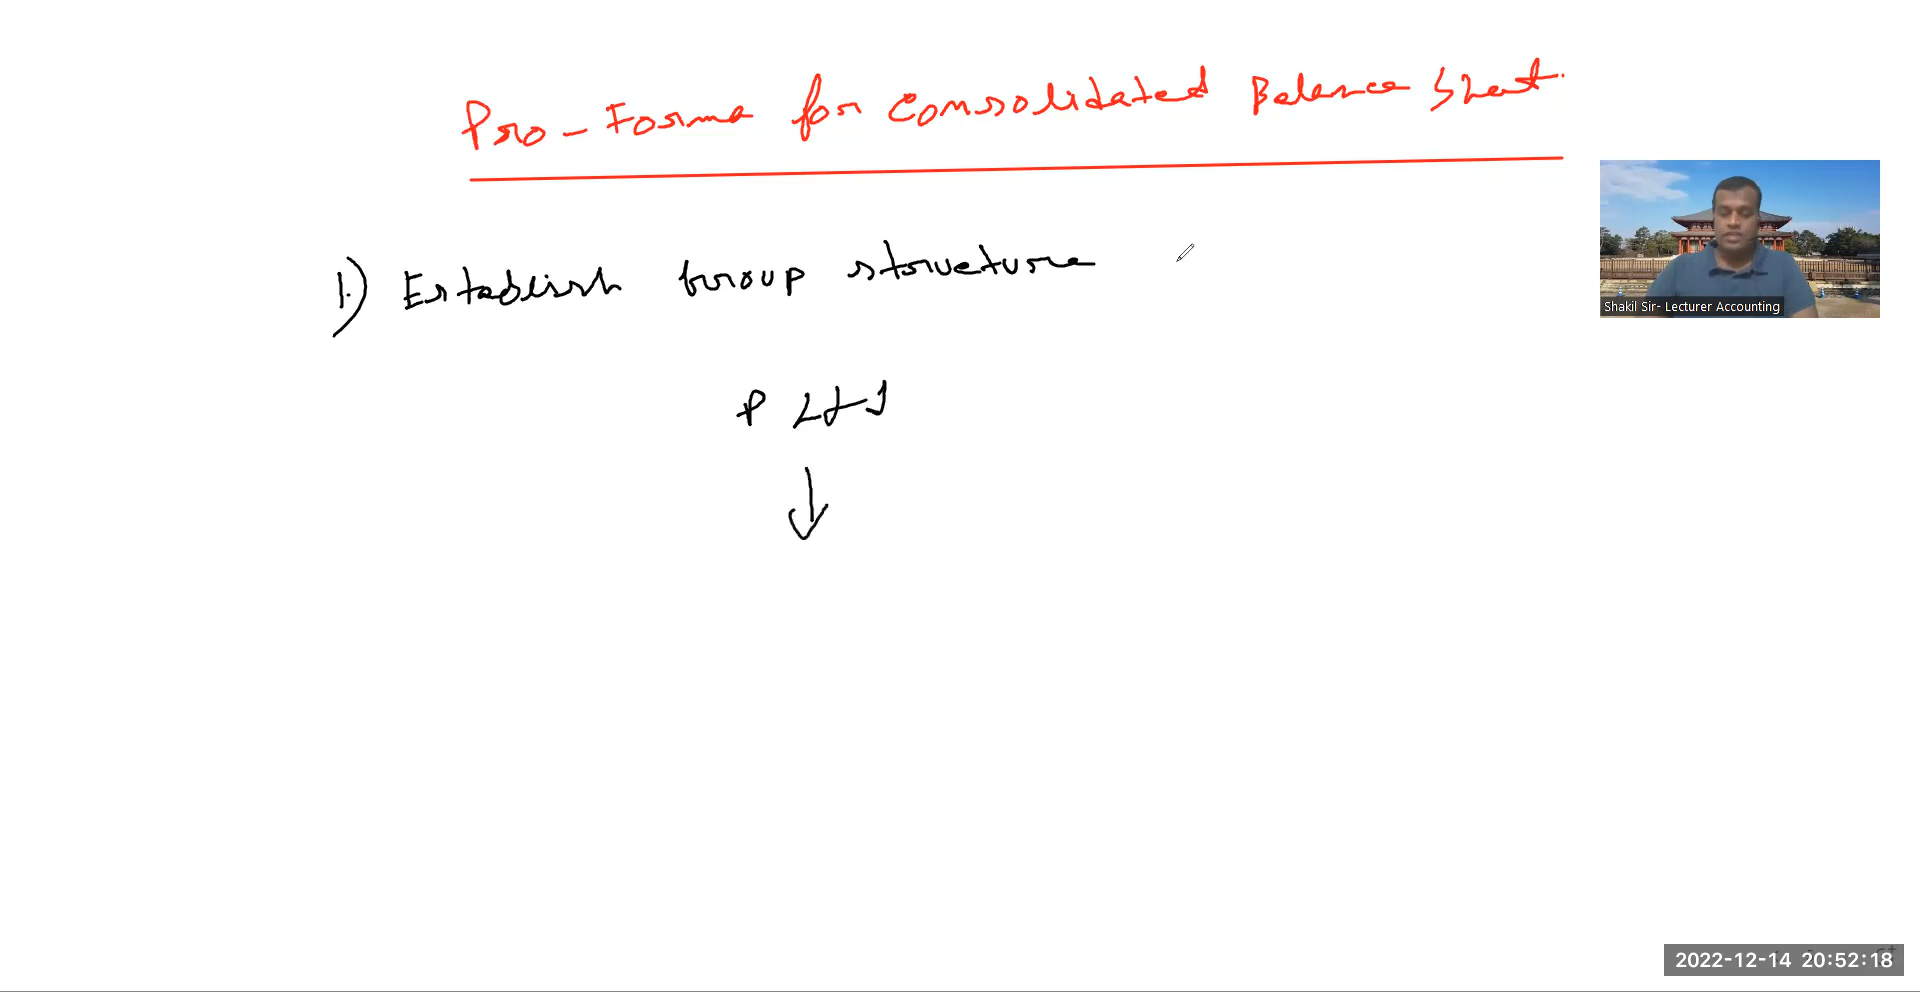 Pro-Forma for Consolidated Balance Sheet.
1.) Establish Group structure
P Ltd
Shakil Sir- Lecturer Accounting
2022-12-14 20:52:18